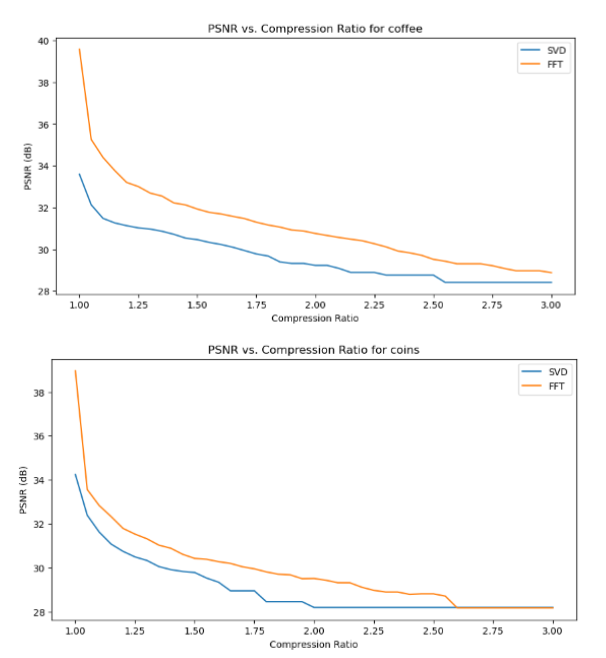 PSNR vs. Compression Ratio for coffee
40
38
36
34
32
30
28
PSNR (dB)
SVD
FFT
1.00 1.25 1.50 1.75 2.00 2.25 2.50 2.75 3.00
Compression Ratio
PSNR vs. Compression Ratio for coins
38
36
34
32
30
28
PSNR (dB)
SVD
FFT
1.00 1.25 1.50 1.75 2.00 2.25 2.50 2.75 3.00
Compression Ratio